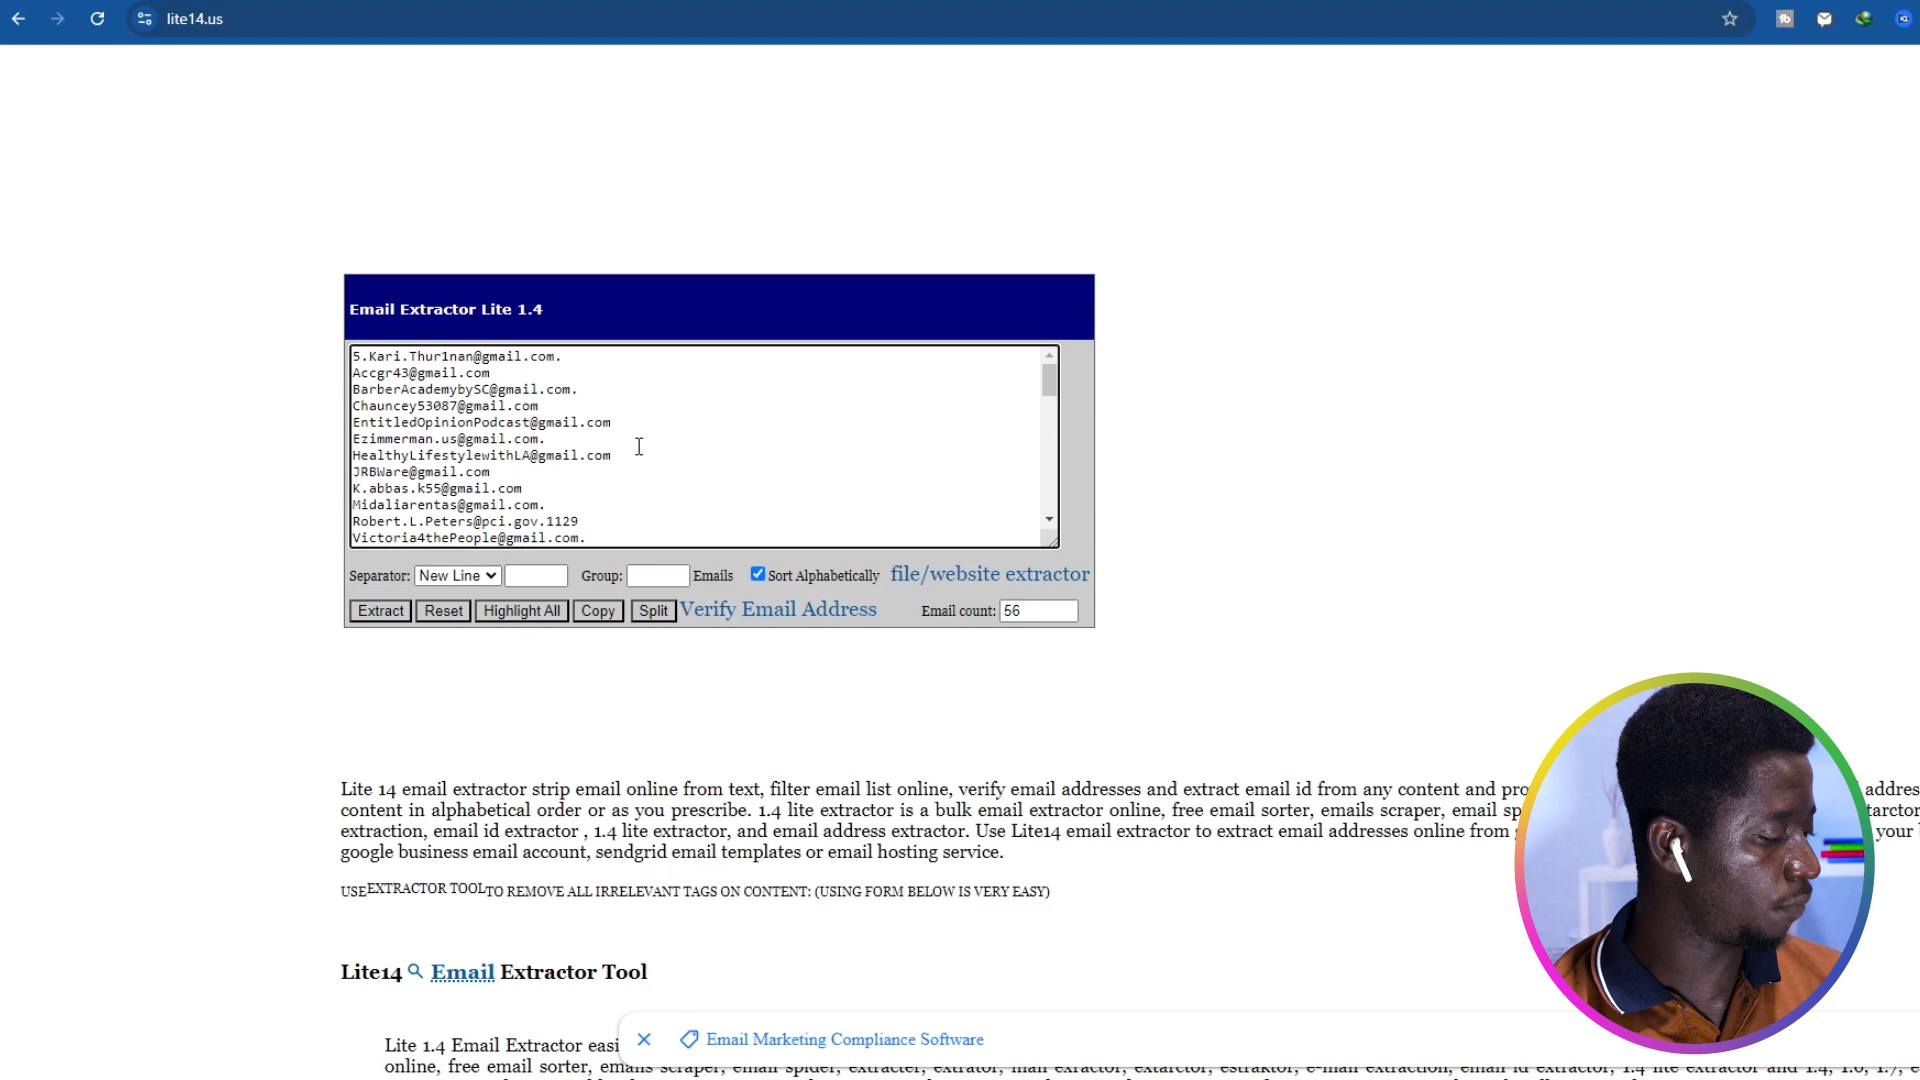 lite14.us
Email Extractor Lite 1.4
5.Kari.Thur1nan@gmail.com.
Accgr43@gmail.com
BarberAcademybySC@gmail.com.
Chauncey53087@gmail.com
EntitledOpinionPodcast@gmail.com
Ezimmerman.us@gmail.com.
HealthyLifestylewithLA@gmail.com
JRBWare@gmail.com
K.abbas.k55@gmail.com
Midaliarentas@gmail.com.
Robert.L.Peters@pci.gov.1129
Victoria4thePeople@gmail.com.
Separator: New Line Group: Emails Sort Alphabetically file/website extractor
Extract Reset Highlight All Copy Split Verify Email Address Email count: 56
Lite 14 email extractor strip email online from text, filter email list online, verify email addresses and extract email id from any content and pro addres
content in alphabetical order or as you prescribe. 1.4 lite extractor is a bulk email extractor online, free email sorter, emails scraper, email sp tarctor
extraction, email id extractor , 1.4 lite extractor, and email address extractor. Use Lite14 email extractor to extract email addresses online from your
google business email account, sendgrid email templates or email hosting service.
USEEXTRACTOR TOOLTO REMOVE ALL IRRELEVANT TAGS ON CONTENT: (USING FORM BELOW IS VERY EASY)
Lite14 Email Extractor Tool
Lite 1.4 Email Extractor easi
Email Marketing Compliance Software
online, free email sorter, emails scraper, email spider, extracter, extrator, mail exractor, extarctor, estraktor, e-mail extraction, email id extractor, 1.4 lite extractor and 1.4, 1.6, 1.7,